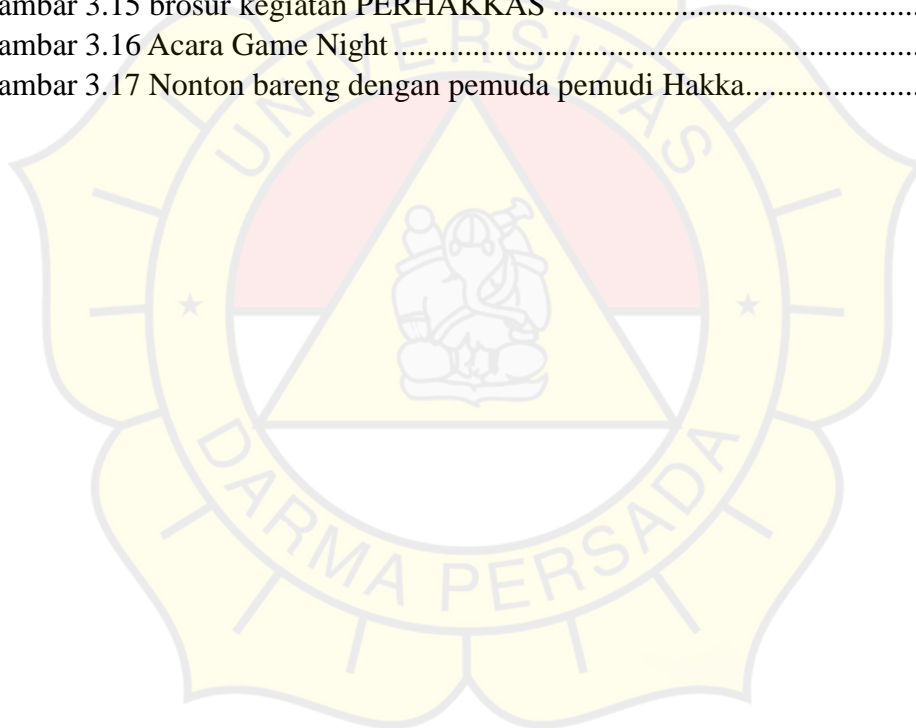 ambar 3.15 brosur kegiatan PERHAKKAS ........................................
ambar 3.16 Acara Game Night ............................................................
ambar 3.17 Nonton bareng dengan pemuda pemudi Hakka.....................
UNIVERSITAS
DARMA PERSADA